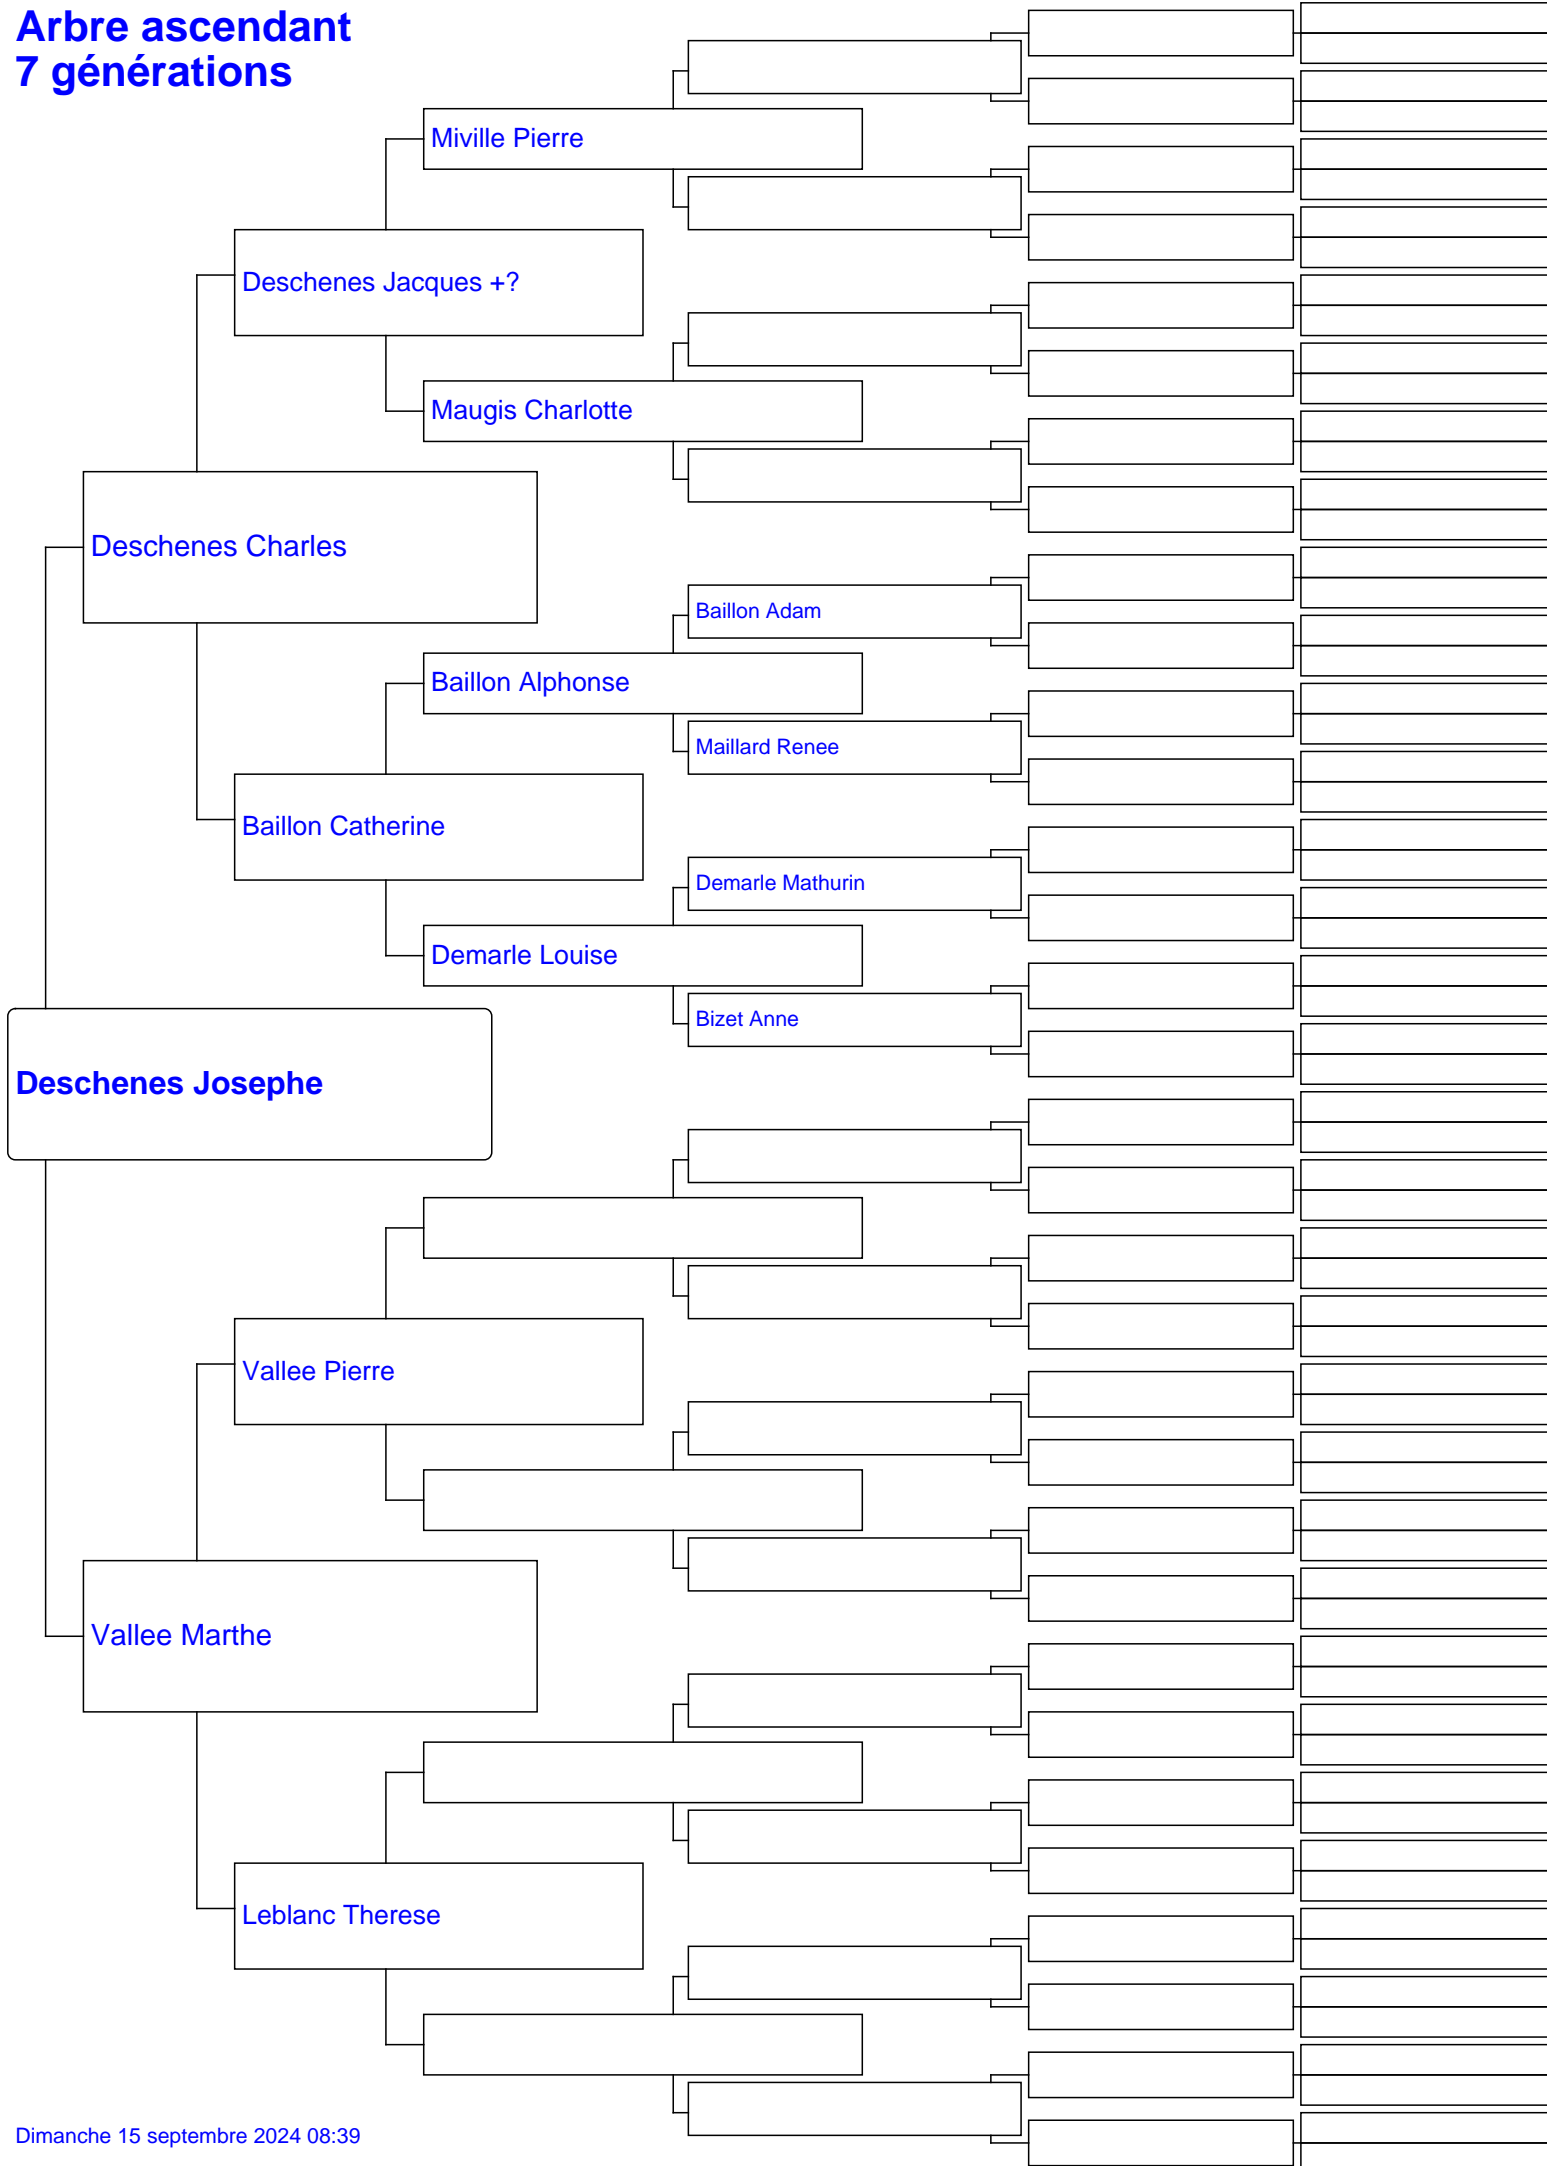 Arbre ascendant
7 générations
Miville Pierre
Deschenes Jacques +?
Maugis Charlotte
Deschenes Charles
Baillon Adam
Baillon Alphonse
Maillard Renee
Baillon Catherine
Demarle Mathurin
Demarle Louise
Bizet Anne
Deschenes Josephe
Vallee Pierre
Vallee Marthe
Leblanc Therese
Dimanche 15 septembre 2024 08:39